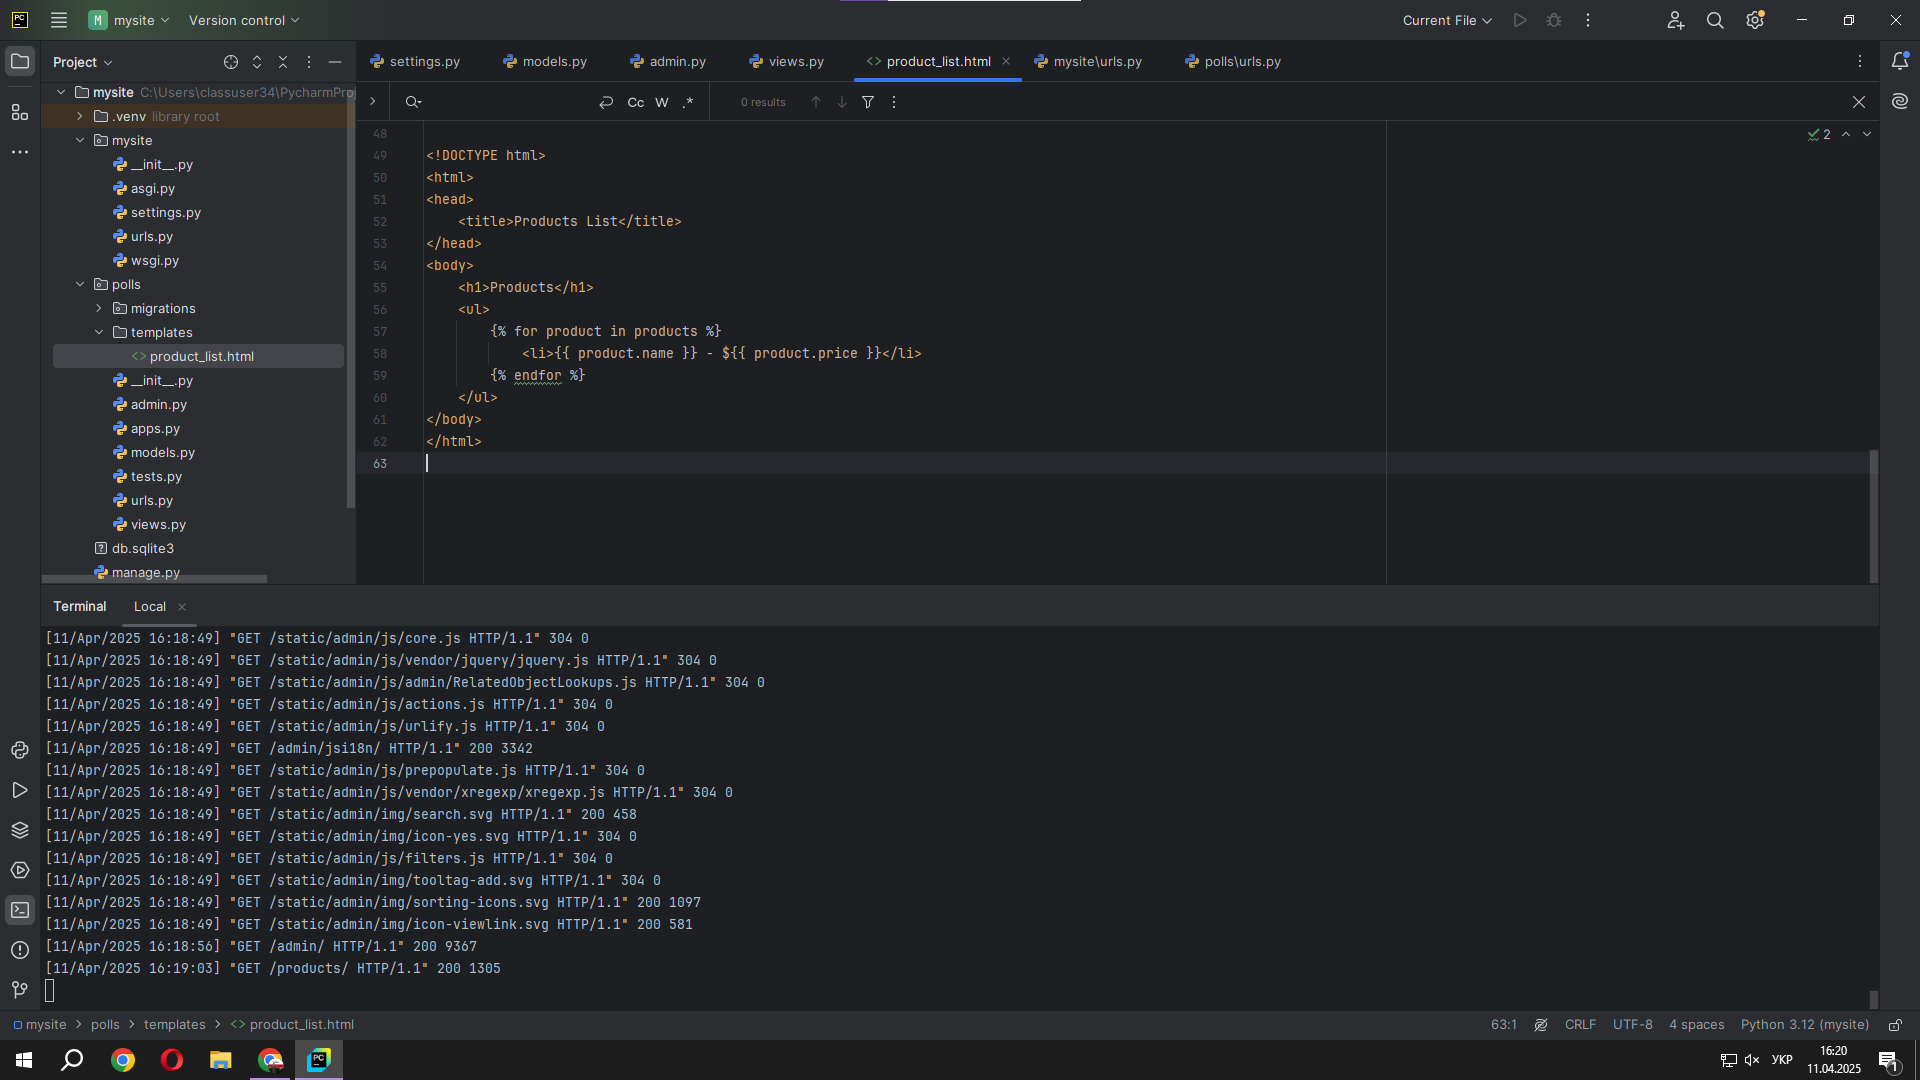 PC
M mysite
Version control
Current File
Project
settings.py
models.py
admin.py
views.py
<> product_list.html
mysite\urls.py
polls\urls.py
mysite C:\Users\classuser34\PycharmProj
.venv library root
mysite
__init__.py
asgi.py
settings.py
urls.py
wsgi.py
polls
migrations
templates
<> product_list.html
__init__.py
admin.py
apps.py
models.py
tests.py
urls.py
views.py
db.sqlite3
manage.py
Cc W .*
0 results
2
48
49 <!DOCTYPE html>
50 <html>
51 <head>
52     <title>Products List</title>
53 </head>
54 <body>
55     <h1>Products</h1>
56     <ul>
57         {% for product in products %}
58             <li>{{ product.name }} - ${{ product.price }}</li>
59         {% endfor %}
60     </ul>
61 </body>
62 </html>
63
Terminal
Local
[11/Apr/2025 16:18:49] "GET /static/admin/js/core.js HTTP/1.1" 304 0
[11/Apr/2025 16:18:49] "GET /static/admin/js/vendor/jquery/jquery.js HTTP/1.1" 304 0
[11/Apr/2025 16:18:49] "GET /static/admin/js/admin/RelatedObjectLookups.js HTTP/1.1" 304 0
[11/Apr/2025 16:18:49] "GET /static/admin/js/actions.js HTTP/1.1" 304 0
[11/Apr/2025 16:18:49] "GET /static/admin/js/urlify.js HTTP/1.1" 304 0
[11/Apr/2025 16:18:49] "GET /admin/jsi18n/ HTTP/1.1" 200 3342
[11/Apr/2025 16:18:49] "GET /static/admin/js/prepopulate.js HTTP/1.1" 304 0
[11/Apr/2025 16:18:49] "GET /static/admin/js/vendor/xregexp/xregexp.js HTTP/1.1" 304 0
[11/Apr/2025 16:18:49] "GET /static/admin/img/search.svg HTTP/1.1" 200 458
[11/Apr/2025 16:18:49] "GET /static/admin/img/icon-yes.svg HTTP/1.1" 304 0
[11/Apr/2025 16:18:49] "GET /static/admin/js/filters.js HTTP/1.1" 304 0
[11/Apr/2025 16:18:49] "GET /static/admin/img/tooltag-add.svg HTTP/1.1" 304 0
[11/Apr/2025 16:18:49] "GET /static/admin/img/sorting-icons.svg HTTP/1.1" 200 1097
[11/Apr/2025 16:18:49] "GET /static/admin/img/icon-viewlink.svg HTTP/1.1" 200 581
[11/Apr/2025 16:18:56] "GET /admin/ HTTP/1.1" 200 9367
[11/Apr/2025 16:19:03] "GET /products/ HTTP/1.1" 200 1305
mysite > polls > templates > <> product_list.html
63:1
CRLF
UTF-8
4 spaces
Python 3.12 (mysite)
PC
УКР
16:20
11.04.2025
1